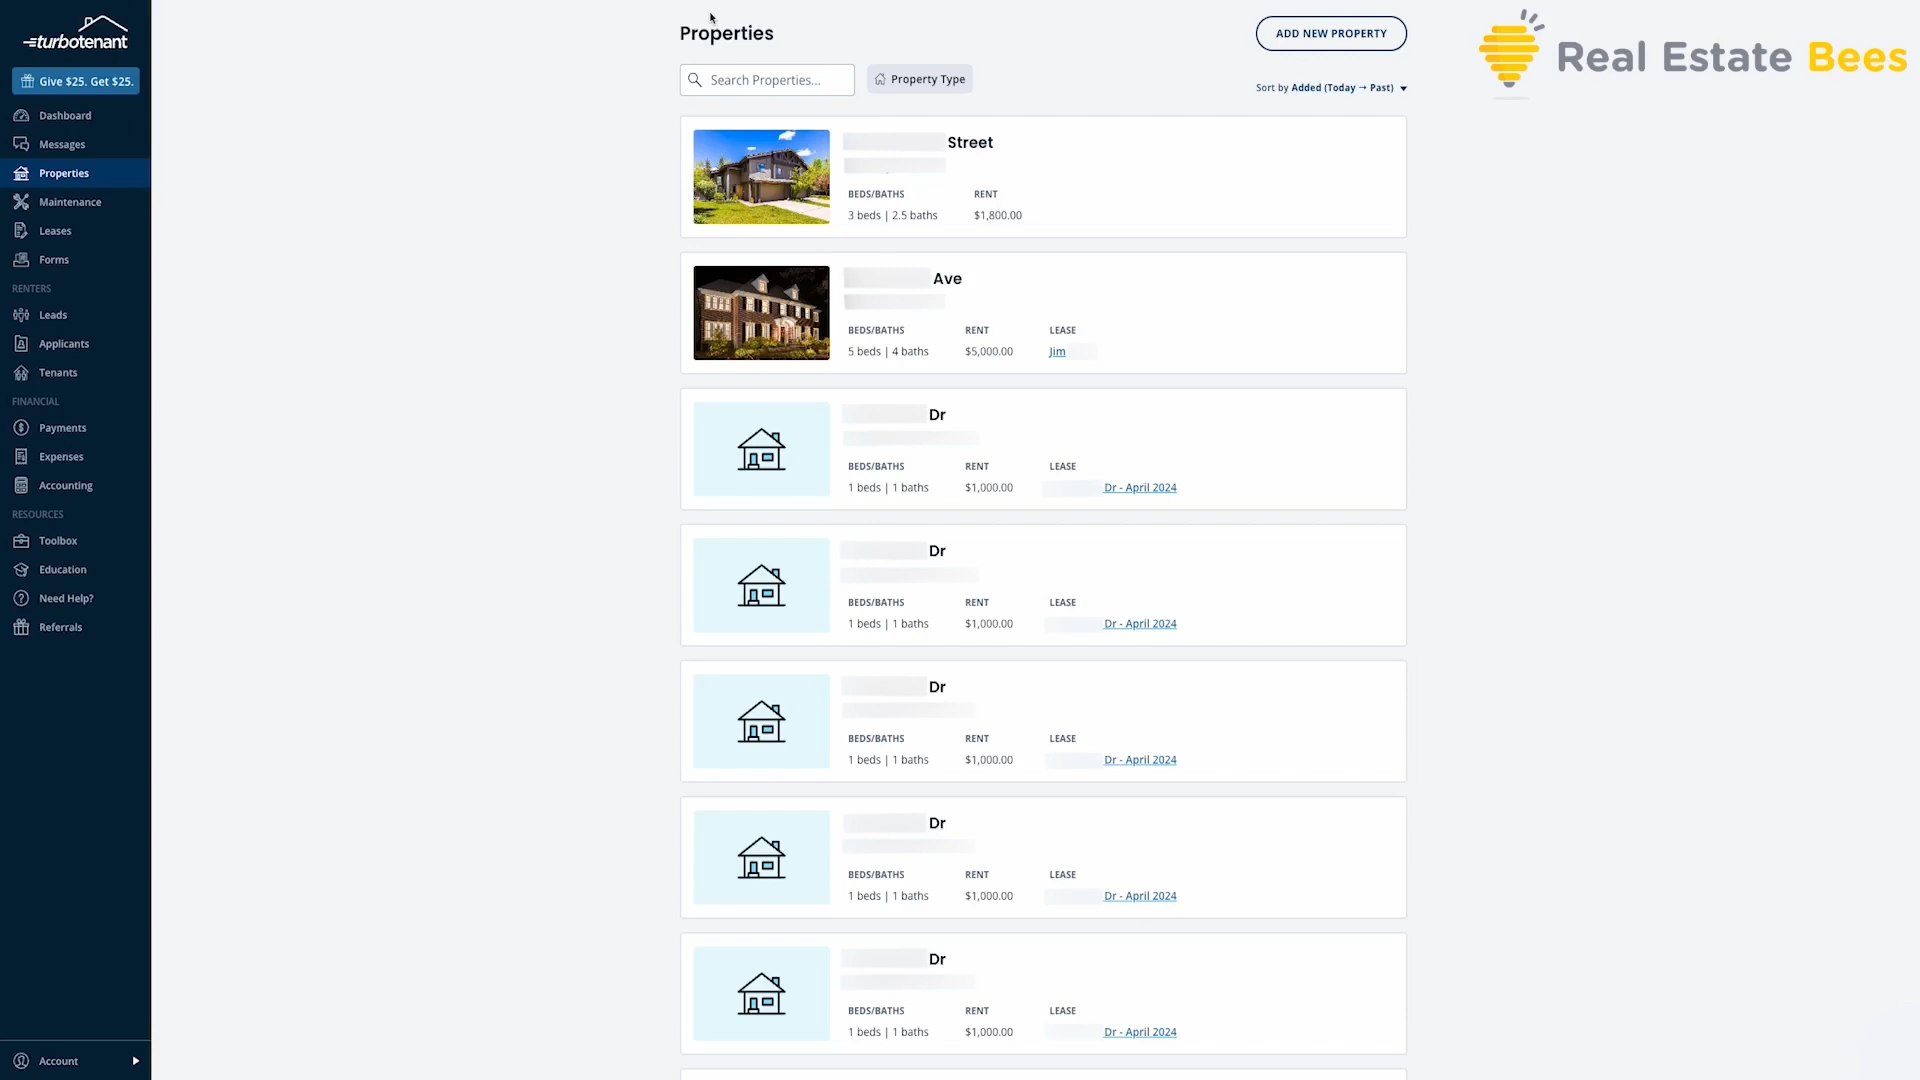 turbotenant
Give $25. Get $25.
Dashboard
Messages
Properties
Maintenance
Leases
Forms
RENTERS
Leads
Applicants
Tenants
FINANCIAL
Payments
Expenses
Accounting
RESOURCES
Toolbox
Education
Need Help?
Referrals
Account
Properties
ADD NEW PROPERTY
Search Properties...
Property Type
Sort by Added (Today → Past)
Real Estate Bees
Street
BEDS/BATHS RENT
3 beds | 2.5 baths $1,800.00
Ave
BEDS/BATHS RENT LEASE
5 beds | 4 baths $5,000.00 Jim
Dr
BEDS/BATHS RENT LEASE
1 beds | 1 baths $1,000.00 Dr - April 2024
Dr
BEDS/BATHS RENT LEASE
1 beds | 1 baths $1,000.00 Dr - April 2024
Dr
BEDS/BATHS RENT LEASE
1 beds | 1 baths $1,000.00 Dr - April 2024
Dr
BEDS/BATHS RENT LEASE
1 beds | 1 baths $1,000.00 Dr - April 2024
Dr
BEDS/BATHS RENT LEASE
1 beds | 1 baths $1,000.00 Dr - April 2024